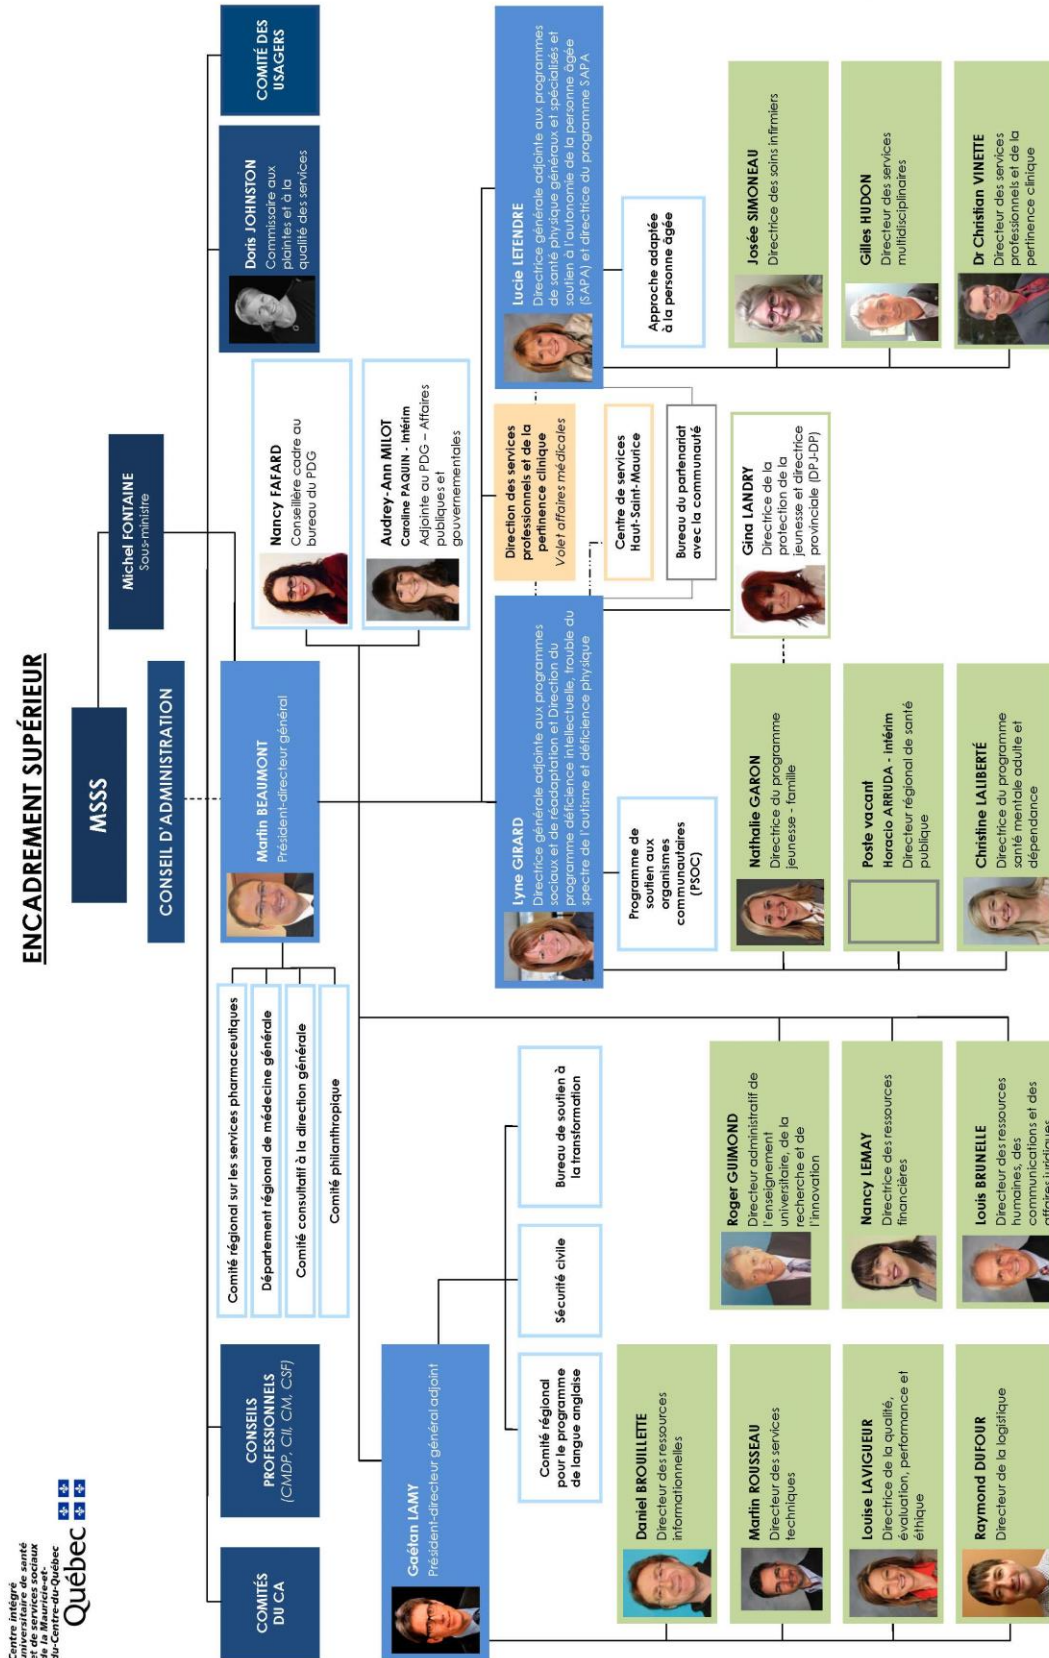 Centre intégré
universitaire de santé
et de services sociaux
de la Mauricie-et-
du-Centre-du-Québec
Québec
ENCADREMENT SUPÉRIEUR
MSSS
Michel FONTAINE
Sous-ministre
CONSEIL D'ADMINISTRATION
COMITÉS
DU CA
CONSEILS
PROFESSIONNELS
(CMDP, CII, CM, CSF)
Comité régional sur les services pharmaceutiques
Département régional de médecine générale
Comité consultatif à la direction générale
Comité philanthropique
Martin BEAUMONT
Président-directeur général
Doris JOHNSTON
Commissaire aux
plaintes et à la
qualité des services
COMITÉ DES
USAGERS
Nancy FAFARD
Conseillère cadre au
bureau du PDG
Audrey-Ann MILOT
Caroline PAQUIN - Intérim
Adjointe au PDG – Affaires
publiques et
gouvernementales
Gaétan LAMY
Président-directeur général adjoint
Comité régional
pour le programme
de langue anglaise
Sécurité civile
Bureau de soutien à
la transformation
Daniel BROUILLETTE
Directeur des ressources
informationnelles
Martin ROUSSEAU
Directeur des services
techniques
Louise LAVIGUEUR
Directrice de la qualité,
évaluation, performance et
éthique
Raymond DUFOUR
Directeur de la logistique
Roger GUIMOND
Directeur administratif de
l'enseignement
universitaire, de la
recherche et de
l'innovation
Nancy LEMAY
Directrice des ressources
financières
Louis BRUNELLE
Directeur des ressources
humaines, des
communications et des
affaires juridiques
Lyne GIRARD
Directrice générale adjointe aux programmes
sociaux et de réadaptation et Direction du
programme déficience intellectuelle, trouble du
spectre de l'autisme et déficience physique
Programme de
soutien aux
organismes
communautaires
(PSOC)
Nathalie GARON
Directrice du programme
jeunesse - famille
Poste vacant
Horacio ARRUDA - intérim
Directeur régional de santé
publique
Christine LALIBERTÉ
Directrice du programme
santé mentale adulte et
dépendance
Direction des services
professionnels et de la
pertinence clinique
Volet affaires médicales
Centre de services
Haut-Saint-Maurice
Bureau du partenariat
avec la communauté
Gina LANDRY
Directrice de la
protection de la
jeunesse et directrice
provinciale (DPJ-DP)
Lucie LETENDRE
Directrice générale adjointe aux programmes
de santé physique généraux et spécialisés et
soutien à l'autonomie de la personne âgée
(SAPA) et directrice du programme SAPA
Approche adaptée
à la personne âgée
Josée SIMONEAU
Directrice des soins infirmiers
Gilles HUDON
Directeur des services
multidisciplinaires
Dr Christian VINETTE
Directeur des services
professionnels et de la
pertinence clinique